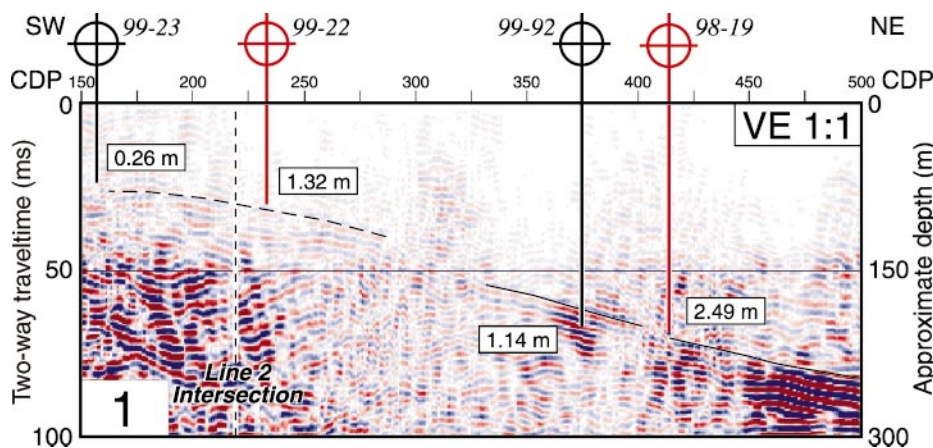 SW 99-23 99-22 99-92 98-19 NE
CDP 150 200 250 300 350 400 450 500 CDP
0 0
VE 1:1
0.26 m
1.32 m
Two-way traveltime (ms)
Approximate depth (m)
50 150
2.49 m
1.14 m
Line 2
Intersection
1
100 300